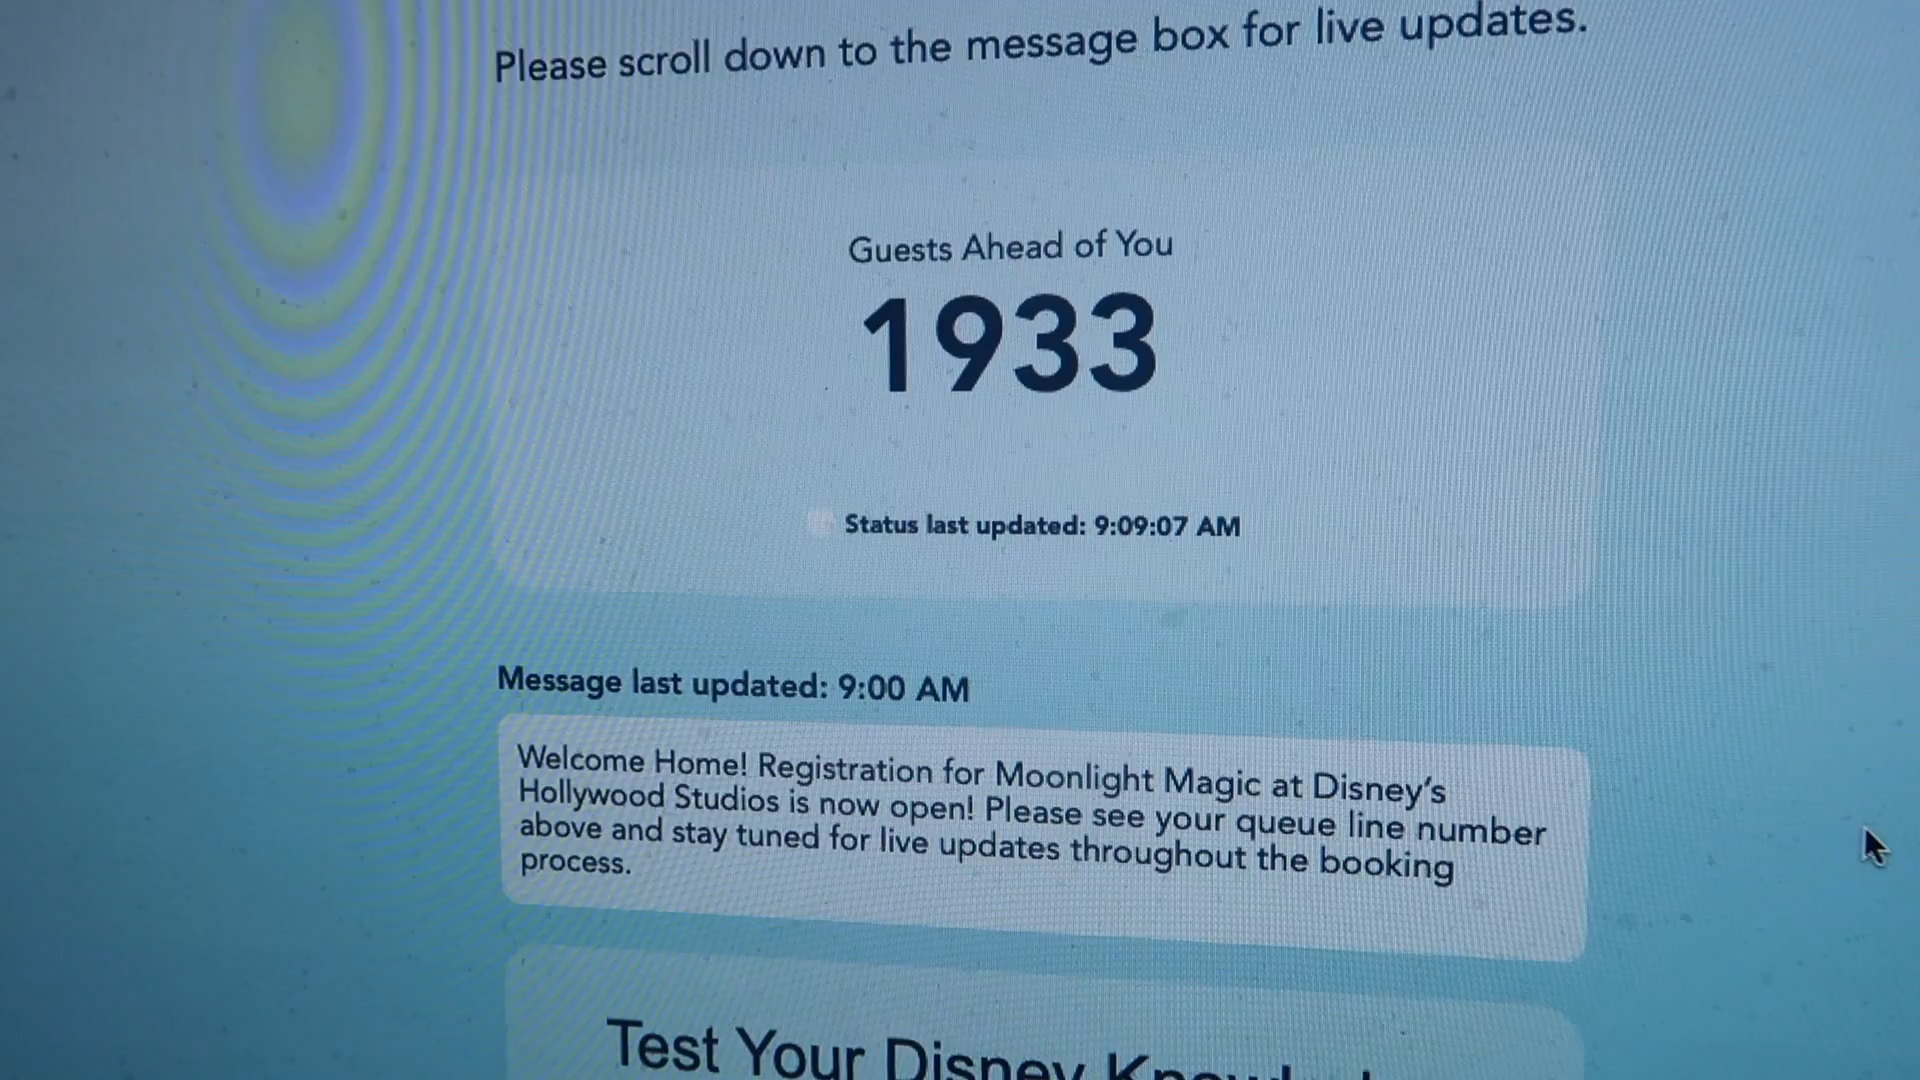 Please scroll down to the message box for live updates.
Guests Ahead of You
1933
Status last updated: 9:09:07 AM
Message last updated: 9:00 AM
Welcome Home! Registration for Moonlight Magic at Disney's
Hollywood Studios is now open! Please see your queue line number
above and stay tuned for live updates throughout the booking
process.
Test Your Disney